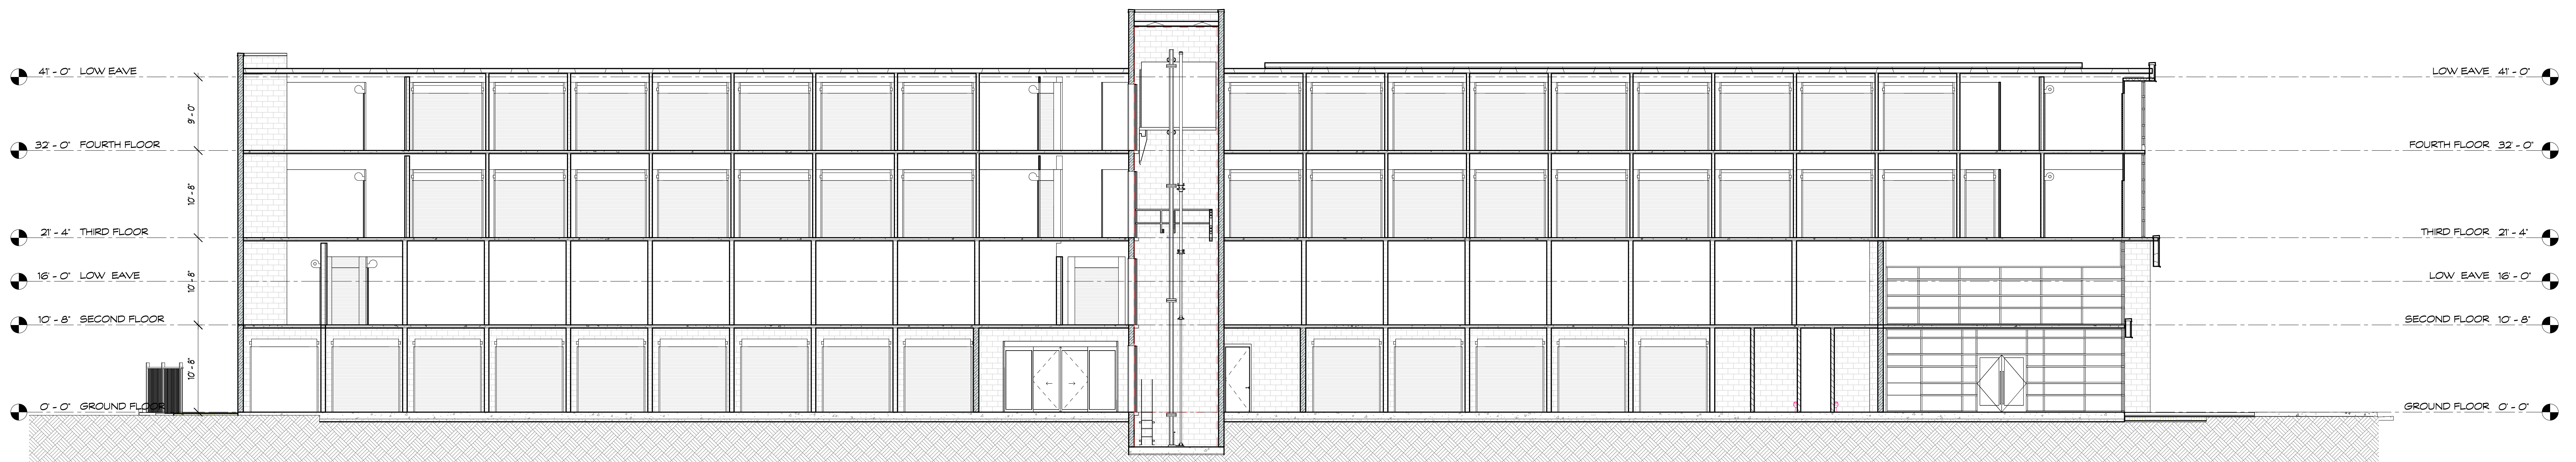 41' - 0" LOW EAVE
9' - 0"
32' - 0" FOURTH FLOOR
10' - 8"
21' - 4" THIRD FLOOR
10' - 8"
16' - 0" LOW EAVE
10' - 8" SECOND FLOOR
10' - 8"
0' - 0" GROUND FLOOR
LOW EAVE 41' - 0"
FOURTH FLOOR 32' - 0"
THIRD FLOOR 21' - 4"
LOW EAVE 16' - 0"
SECOND FLOOR 10' - 8"
GROUND FLOOR 0' - 0"